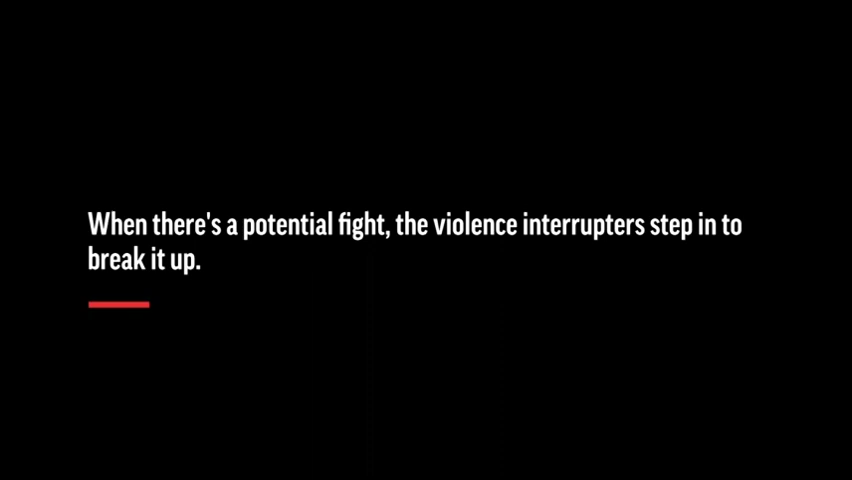 When there's a potential fight, the violence interrupters step in to
break it up.